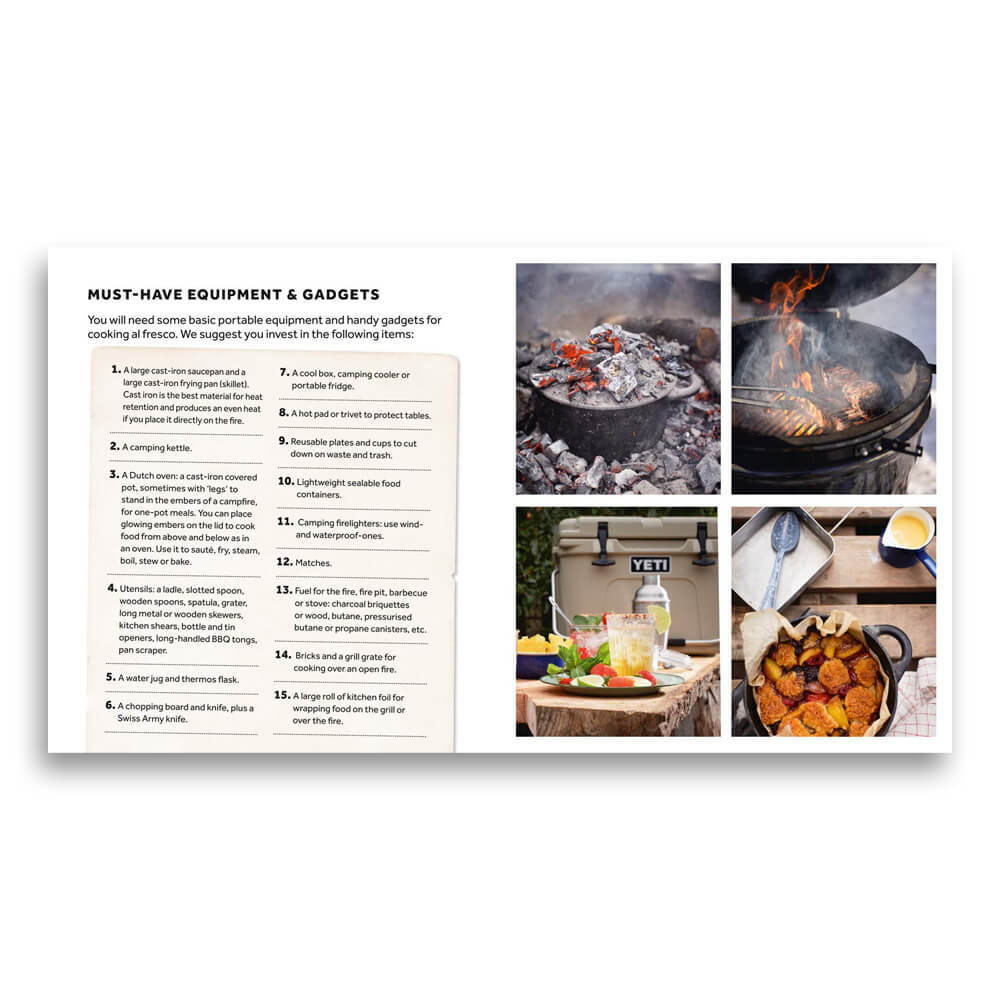 MUST-HAVE EQUIPMENT & GADGETS
You will need some basic portable equipment and handy gadgets for
cooking al fresco. We suggest you invest in the following items:
1. A large cast-iron saucepan and a
large cast-iron frying pan (skillet).
Cast iron is the best material for heat
retention and produces an even heat
if you place it directly on the fire.
2. A camping kettle.
3. A Dutch oven: a cast-iron covered
pot, sometimes with ‘legs’ to
stand in the embers of a campfire,
for one-pot meals. You can place
glowing embers on the lid to cook
food from above and below as in
an oven. Use it to sauté, fry, steam,
boil, stew or bake.
4. Utensils: a ladle, slotted spoon,
wooden spoons, spatula, grater,
long metal or wooden skewers,
kitchen shears, bottle and tin
openers, long-handled BBQ tongs,
pan scraper.
5. A water jug and thermos flask.
6. A chopping board and knife, plus a
Swiss Army knife.
7. A cool box, camping cooler or
portable fridge.
8. A hot pad or trivet to protect tables.
9. Reusable plates and cups to cut
down on waste and trash.
10. Lightweight sealable food
containers.
11. Camping firelighters: use wind-
and waterproof-ones.
12. Matches.
13. Fuel for the fire, fire pit, barbecue
or stove: charcoal briquettes
or wood, butane, pressurised
butane or propane canisters, etc.
14. Bricks and a grill grate for
cooking over an open fire.
15. A large roll of kitchen foil for
wrapping food on the grill or
over the fire.
YETI